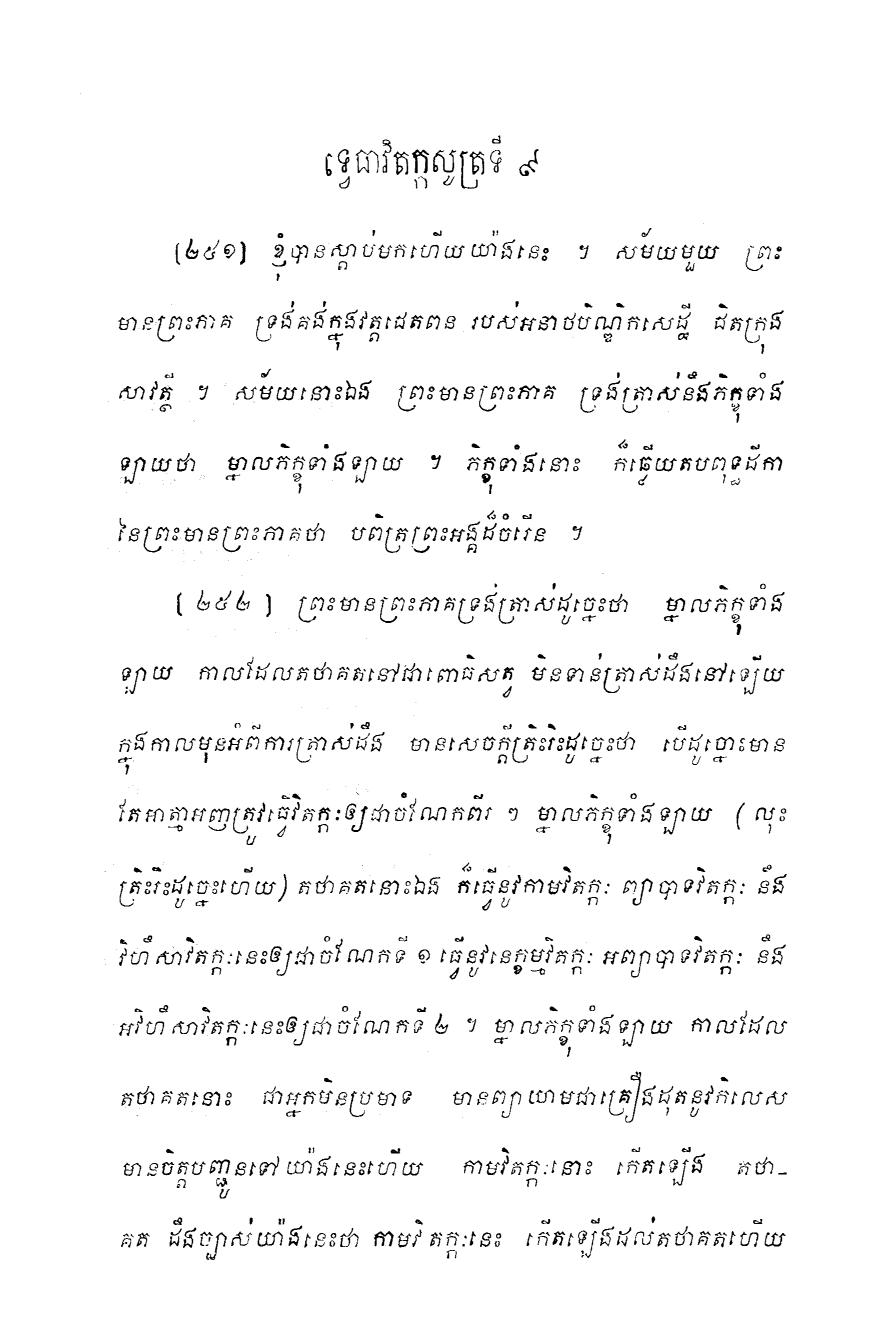 ទ្វេធាវិតក្កសូត្រទី ៩
[២៥១] ខ្ញុំបានស្តាប់មកហើយយ៉ាងនេះ ។ សម័យមួយ ព្រះ
មានព្រះភាគ ទ្រង់គង់ក្នុងវត្តជេតពន របស់អនាថបិណ្ឌិកសេដ្ឋី ជិតក្រុង
សាវត្ថី ។ សម័យនោះឯង ព្រះមានព្រះភាគ ទ្រង់ត្រាស់នឹងភិក្ខុទាំង
ឡាយថា ម្នាលភិក្ខុទាំងឡាយ ។ ភិក្ខុទាំងនោះ ក៏ឆ្លើយតបពុទ្ធដីកា
នៃព្រះមានព្រះភាគថា បពិត្រព្រះអង្គដ៏ចំរើន ។
[ ២៥២ ] ព្រះមានព្រះភាគទ្រង់ត្រាស់ដូច្នេះថា ម្នាលភិក្ខុទាំង
ឡាយ កាលដែលតថាគតនៅជាពោធិសត្វ មិនទាន់ត្រាស់ដឹងនៅឡើយ
ក្នុងកាលមុនអំពីការត្រាស់ដឹង មានសេចក្តីត្រិះរិះដូច្នេះថា បើដូច្នោះមាន
តែអាត្មាអញត្រូវធ្វើវិតក្កៈឲ្យជាចំណែកពីរ ៗ ម្នាលភិក្ខុទាំងឡាយ (លុះ
ត្រិះរិះដូច្នេះហើយ) តថាគតនោះឯង ក៏ធ្វើនូវកាមវិតក្កៈ ព្យាបាទវិតក្កៈ នឹង
វិហឹសាវិតក្កៈនេះឲ្យជាចំណែកទី ១ ធ្វើនូវនេក្ខម្មវិតក្កៈ អព្យាបាទវិតក្កៈ នឹង
អវិហឹសាវិតក្កៈនេះឲ្យជាចំណែកទី ២ ។ ម្នាលភិក្ខុទាំងឡាយ កាលដែល
តថាគតនោះ ជាអ្នកមិនប្រមាទ មានព្យាយាមជាគ្រឿងដុតនូវកិលេស
មានចិត្តបញ្ជូនទៅ យ៉ាងនេះហើយ កាមវិតក្កៈនោះ កើតឡើង តថា-
គត ដឹងច្បាស់យ៉ាងនេះថា កាមវិតក្កៈនេះ កើតឡើងដល់តថាគតហើយ